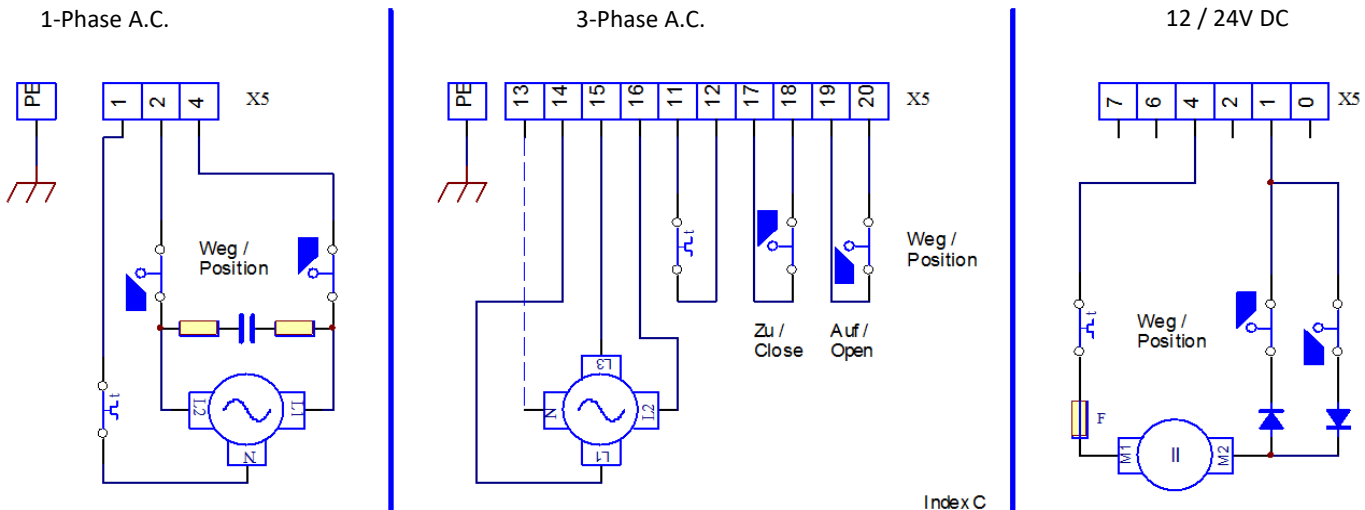 1-Phase A.C.
PE
1 2 4 X5
Weg /
Position
t
L2 L1
N
3-Phase A.C.
PE
13 14 15 16 11 12 17 18 19 20 X5
t
Weg /
Position
Zu /
Close
Auf /
Open
L3
N L2
L1
Index C
12 / 24V DC
7 6 4 2 1 0 X5
t
Weg /
Position
F
M1 II M2